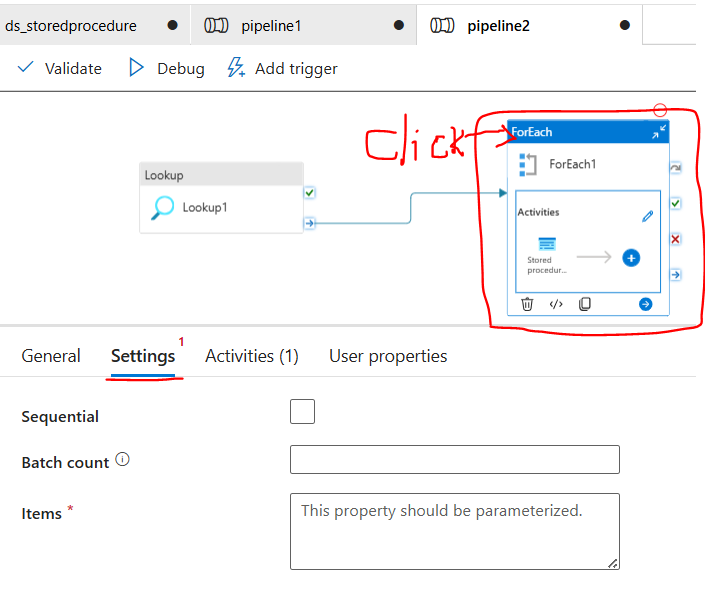 ds_storedprocedure pipeline1 pipeline2
Validate Debug Add trigger
Click
ForEach
ForEach1
Lookup
Lookup1
Activities
Stored
procedur...
</>
General Settings 1 Activities (1) User properties
Sequential
Batch count
Items * This property should be parameterized.